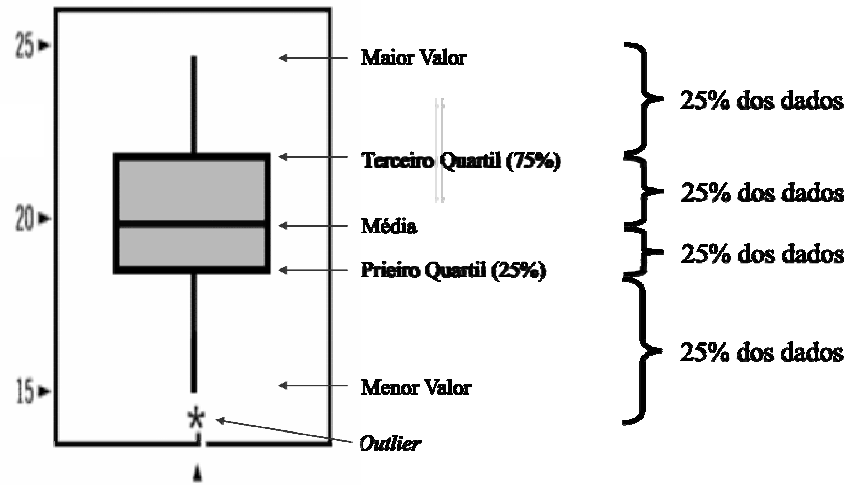 25
Maior Valor
25% dos dados
Terceiro Quartil (75%)
25% dos dados
20
Média
25% dos dados
Prieiro Quartil (25%)
25% dos dados
15
Menor Valor
*
Outlier